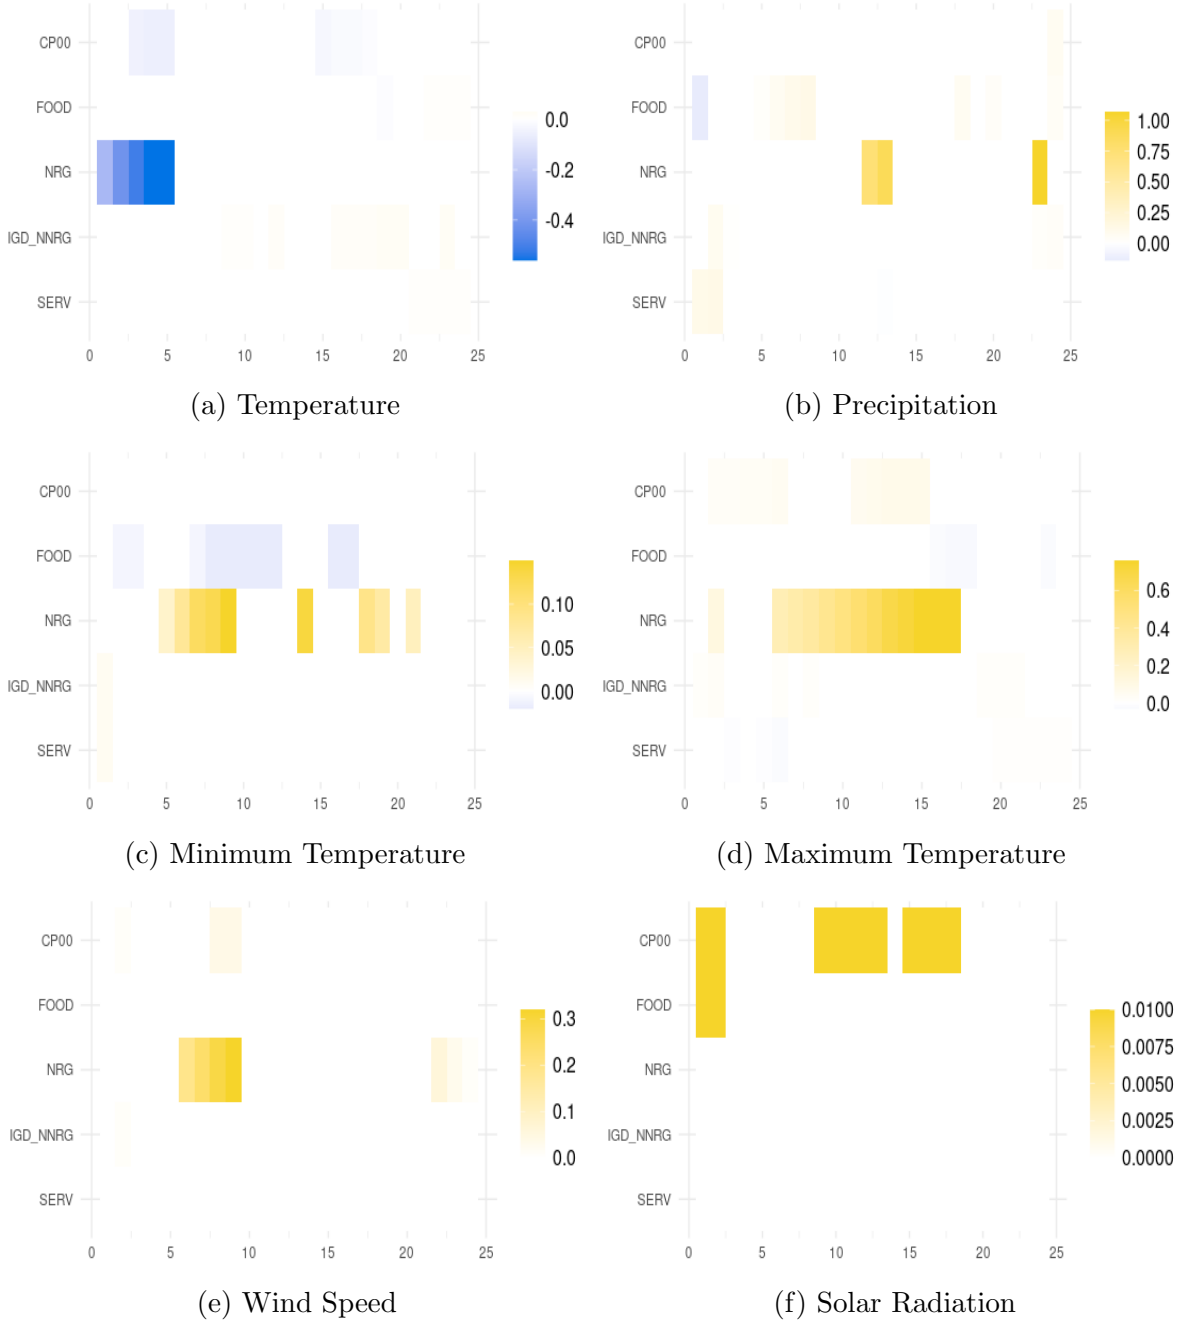 CP00
FOOD
NRG
IGD_NNRG
SERV
0 5 10 15 20 25
0.0
-0.2
-0.4
(a) Temperature
CP00
FOOD
NRG
IGD_NNRG
SERV
0 5 10 15 20 25
1.00
0.75
0.50
0.25
0.00
(b) Precipitation
CP00
FOOD
NRG
IGD_NNRG
SERV
0 5 10 15 20 25
0.10
0.05
0.00
(c) Minimum Temperature
CP00
FOOD
NRG
IGD_NNRG
SERV
0 5 10 15 20 25
0.6
0.4
0.2
0.0
(d) Maximum Temperature
CP00
FOOD
NRG
IGD_NNRG
SERV
0 5 10 15 20 25
0.3
0.2
0.1
0.0
(e) Wind Speed
CP00
FOOD
NRG
IGD_NNRG
SERV
0 5 10 15 20 25
0.0100
0.0075
0.0050
0.0025
0.0000
(f) Solar Radiation